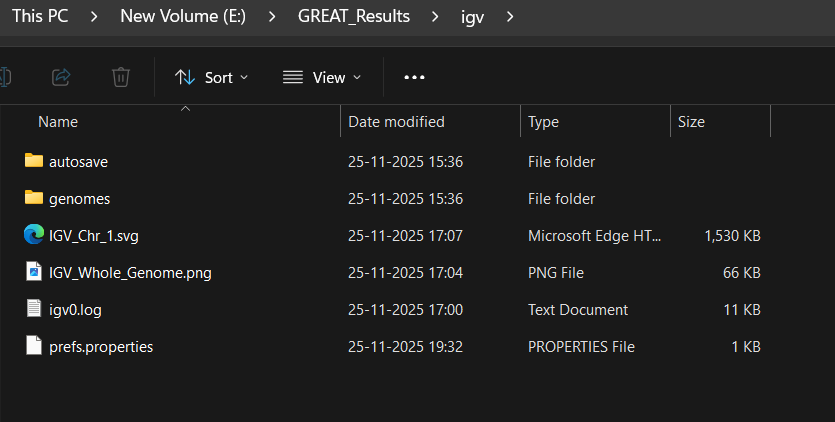 This PC > New Volume (E:) > GREAT_Results > igv >
Sort View
Name Date modified Type Size
autosave 25-11-2025 15:36 File folder
genomes 25-11-2025 15:36 File folder
IGV_Chr_1.svg 25-11-2025 17:07 Microsoft Edge HT... 1,530 KB
IGV_Whole_Genome.png 25-11-2025 17:04 PNG File 66 KB
igv0.log 25-11-2025 17:00 Text Document 11 KB
prefs.properties 25-11-2025 19:32 PROPERTIES File 1 KB